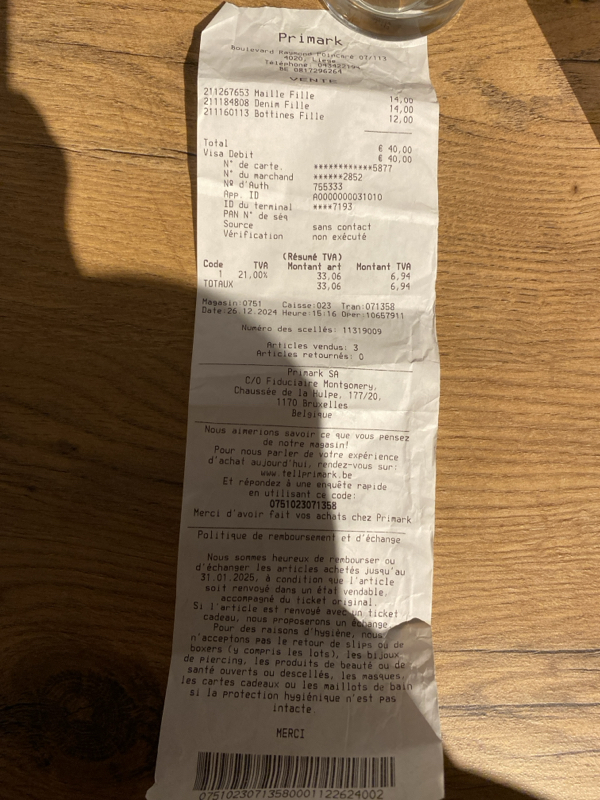 Primark
Boulevard Raymond Poincaré 07/113
4020, Liège
Téléphone: 043422194
BE 0817296264
VENTE
211267653 Maille Fille 14,00
211184808 Denim Fille 14,00
211160113 Bottines Fille 12,00
Total € 40,00
Visa Debit € 40,00
N° de carte. ************5877
N° du marchand ******2852
Nº d'Auth 755333
App. ID A0000000031010
ID du terminal ****7193
PAN N° de séq
Source sans contact
Vérification non exécuté
(Résumé TVA)
Code TVA Montant art Montant TVA
1 21,00% 33,06 6,94
TOTAUX 33,06 6,94
Magasin:0751 Caisse:023 Tran:071358
Date:26.12.2024 Heure:15:16 Oper:10657911
Numéro des scellés: 11319009
Articles vendus: 3
Articles retournés: 0
Primark SA
C/O Fiduciaire Montgomery,
Chaussée de la Hulpe, 177/20,
1170 Bruxelles
Belgique
Nous aimerions savoir ce que vous pensez
de notre magasin!
Pour nous parler de votre expérience
d'achat aujourd'hui, rendez-vous sur:
www.tellprimark.be
Et répondez à une enquête rapide
en utilisant ce code:
0751023071358
Merci d'avoir fait vos achats chez Primark
Politique de remboursement et d'échange
Nous sommes heureux de rembourser ou
d'échanger les articles achetés jusqu'au
31.01.2025, à condition que l'article
soit renvoyé dans un état vendable,
accompagné du ticket original.
Si l'article est renvoyé avec un ticket
cadeau, nous proposerons un échange.
Pour des raisons d'hygiène, nous
n'acceptons pas le retour de slips ou de
boxers (y compris les lots), les bijoux
de piercing, les produits de beauté ou de
santé ouverts ou descellés, les masques,
les cartes cadeaux ou les maillots de bain
si la protection hygiénique n'est pas
intacte
MERCI
07510230713580001122624002